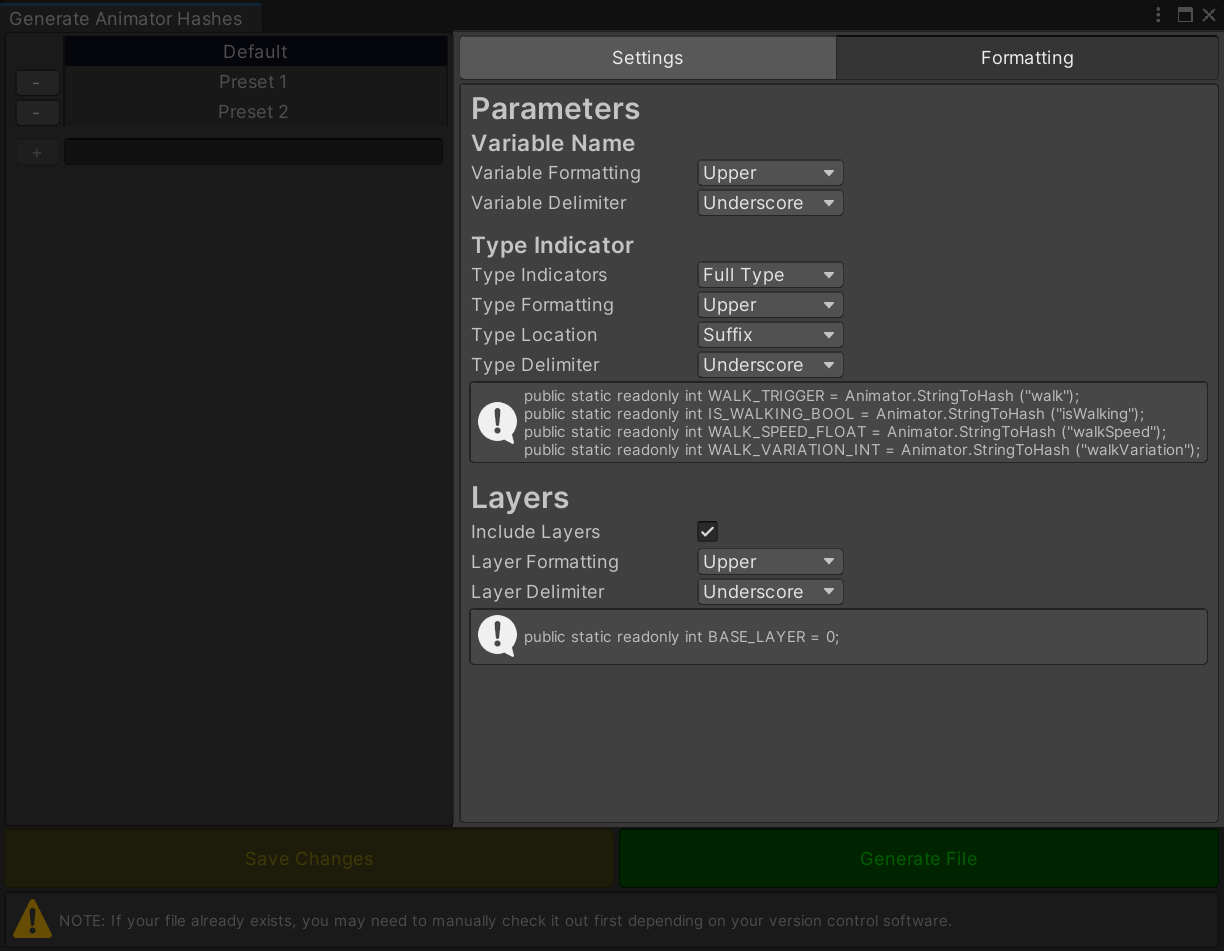 Generate Animator Hashes
Default
- Preset 1
- Preset 2
+
Settings
Formatting
Parameters
Variable Name
Variable Formatting Upper
Variable Delimiter Underscore
Type Indicator
Type Indicators Full Type
Type Formatting Upper
Type Location Suffix
Type Delimiter Underscore
public static readonly int WALK_TRIGGER = Animator.StringToHash ("walk");
public static readonly int IS_WALKING_BOOL = Animator.StringToHash ("isWalking");
public static readonly int WALK_SPEED_FLOAT = Animator.StringToHash ("walkSpeed");
public static readonly int WALK_VARIATION_INT = Animator.StringToHash ("walkVariation");
Layers
Include Layers
Layer Formatting Upper
Layer Delimiter Underscore
public static readonly int BASE_LAYER = 0;
Save Changes
Generate File
NOTE: If your file already exists, you may need to manually check it out first depending on your version control software.